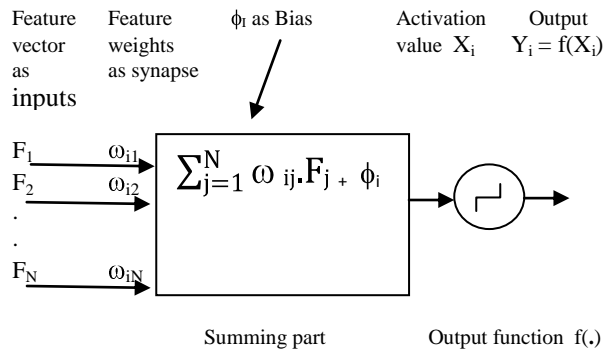 Feature
vector
as
inputs
Feature
weights
as synapse
ϕI as Bias
Activation
value Xi
Output
Yi = f(Xi)
F1 ωi1
F2 ωi2
.
.
FN ωiN
∑_{j=1}^{N} ω ij.Fj + ϕi
Summing part
Output function f(.)